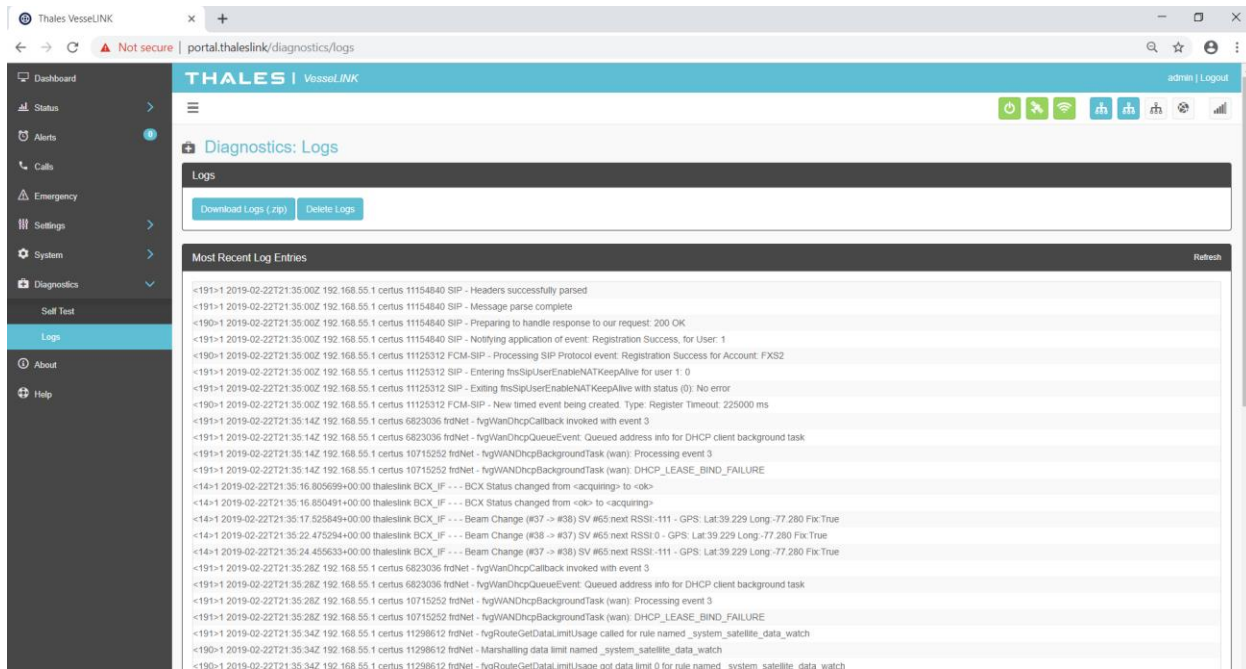 Thales VesseLINK
Not secure | portal.thaleslink/diagnostics/logs
Dashboard
THALES | VesseLINK
admin | Logout
Status
Alerts
0
Calls
Emergency
Settings
System
Diagnostics
Self Test
Logs
About
Help
Diagnostics: Logs
Logs
Download Logs (.zip)
Delete Logs
Most Recent Log Entries
Refresh
<191>1 2019-02-22T21:35:00Z 192.168.55.1 certus 11154840 SIP - Headers successfully parsed
<191>1 2019-02-22T21:35:00Z 192.168.55.1 certus 11154840 SIP - Message parse complete
<190>1 2019-02-22T21:35:00Z 192.168.55.1 certus 11154840 SIP - Preparing to handle response to our request: 200 OK
<191>1 2019-02-22T21:35:00Z 192.168.55.1 certus 11154840 SIP - Notifying application of event: Registration Success, for User: 1
<190>1 2019-02-22T21:35:00Z 192.168.55.1 certus 11125312 FCM-SIP - Processing SIP Protocol event: Registration Success for Account: FXS2
<191>1 2019-02-22T21:35:00Z 192.168.55.1 certus 11125312 SIP - Entering fnsSipUserEnableNATKeepAlive for user 1: 0
<191>1 2019-02-22T21:35:00Z 192.168.55.1 certus 11125312 SIP - Exiting fnsSipUserEnableNATKeepAlive with status (0): No error
<190>1 2019-02-22T21:35:00Z 192.168.55.1 certus 11125312 FCM-SIP - New timed event being created. Type: Register Timeout: 225000 ms
<191>1 2019-02-22T21:35:14Z 192.168.55.1 certus 6823036 frdNet - fvgWanDhcpCallback invoked with event 3
<191>1 2019-02-22T21:35:14Z 192.168.55.1 certus 6823036 frdNet - fvgWanDhcpQueueEvent: Queued address info for DHCP client background task
<191>1 2019-02-22T21:35:14Z 192.168.55.1 certus 10715252 frdNet - fvgWANDhcpBackgroundTask (wan): Processing event 3
<191>1 2019-02-22T21:35:14Z 192.168.55.1 certus 10715252 frdNet - fvgWANDhcpBackgroundTask (wan): DHCP_LEASE_BIND_FAILURE
<14>1 2019-02-22T21:35:16.805699+00:00 thaleslink BCX_IF - - - BCX Status changed from <acquiring> to <ok>
<14>1 2019-02-22T21:35:16.850491+00:00 thaleslink BCX_IF - - - BCX Status changed from <ok> to <acquiring>
<14>1 2019-02-22T21:35:17.525849+00:00 thaleslink BCX_IF - - - Beam Change (#37 -> #38) SV #65:next RSSI:-111 - GPS: Lat:39.229 Long:-77.280 Fix:True
<14>1 2019-02-22T21:35:22.475294+00:00 thaleslink BCX_IF - - - Beam Change (#38 -> #37) SV #65:next RSSI:0 - GPS: Lat:39.229 Long:-77.280 Fix:True
<14>1 2019-02-22T21:35:24.455633+00:00 thaleslink BCX_IF - - - Beam Change (#37 -> #38) SV #65:next RSSI:-111 - GPS: Lat:39.229 Long:-77.280 Fix:True
<191>1 2019-02-22T21:35:28Z 192.168.55.1 certus 6823036 frdNet - fvgWanDhcpCallback invoked with event 3
<191>1 2019-02-22T21:35:28Z 192.168.55.1 certus 6823036 frdNet - fvgWanDhcpQueueEvent: Queued address info for DHCP client background task
<191>1 2019-02-22T21:35:28Z 192.168.55.1 certus 10715252 frdNet - fvgWANDhcpBackgroundTask (wan): Processing event 3
<191>1 2019-02-22T21:35:28Z 192.168.55.1 certus 10715252 frdNet - fvgWANDhcpBackgroundTask (wan): DHCP_LEASE_BIND_FAILURE
<191>1 2019-02-22T21:35:34Z 192.168.55.1 certus 11298612 frdNet - fvgRouteGetDataLimitUsage called for rule named _system_satellite_data_watch
<190>1 2019-02-22T21:35:34Z 192.168.55.1 certus 11298612 frdNet - Marshalling data limit named _system_satellite_data_watch
<190>1 2019-02-22T21:35:34Z 192.168.55.1 certus 11298612 frdNet - fvgRouteGetDataLimitUsage got data limit 0 for rule named _system_satellite_data_watch